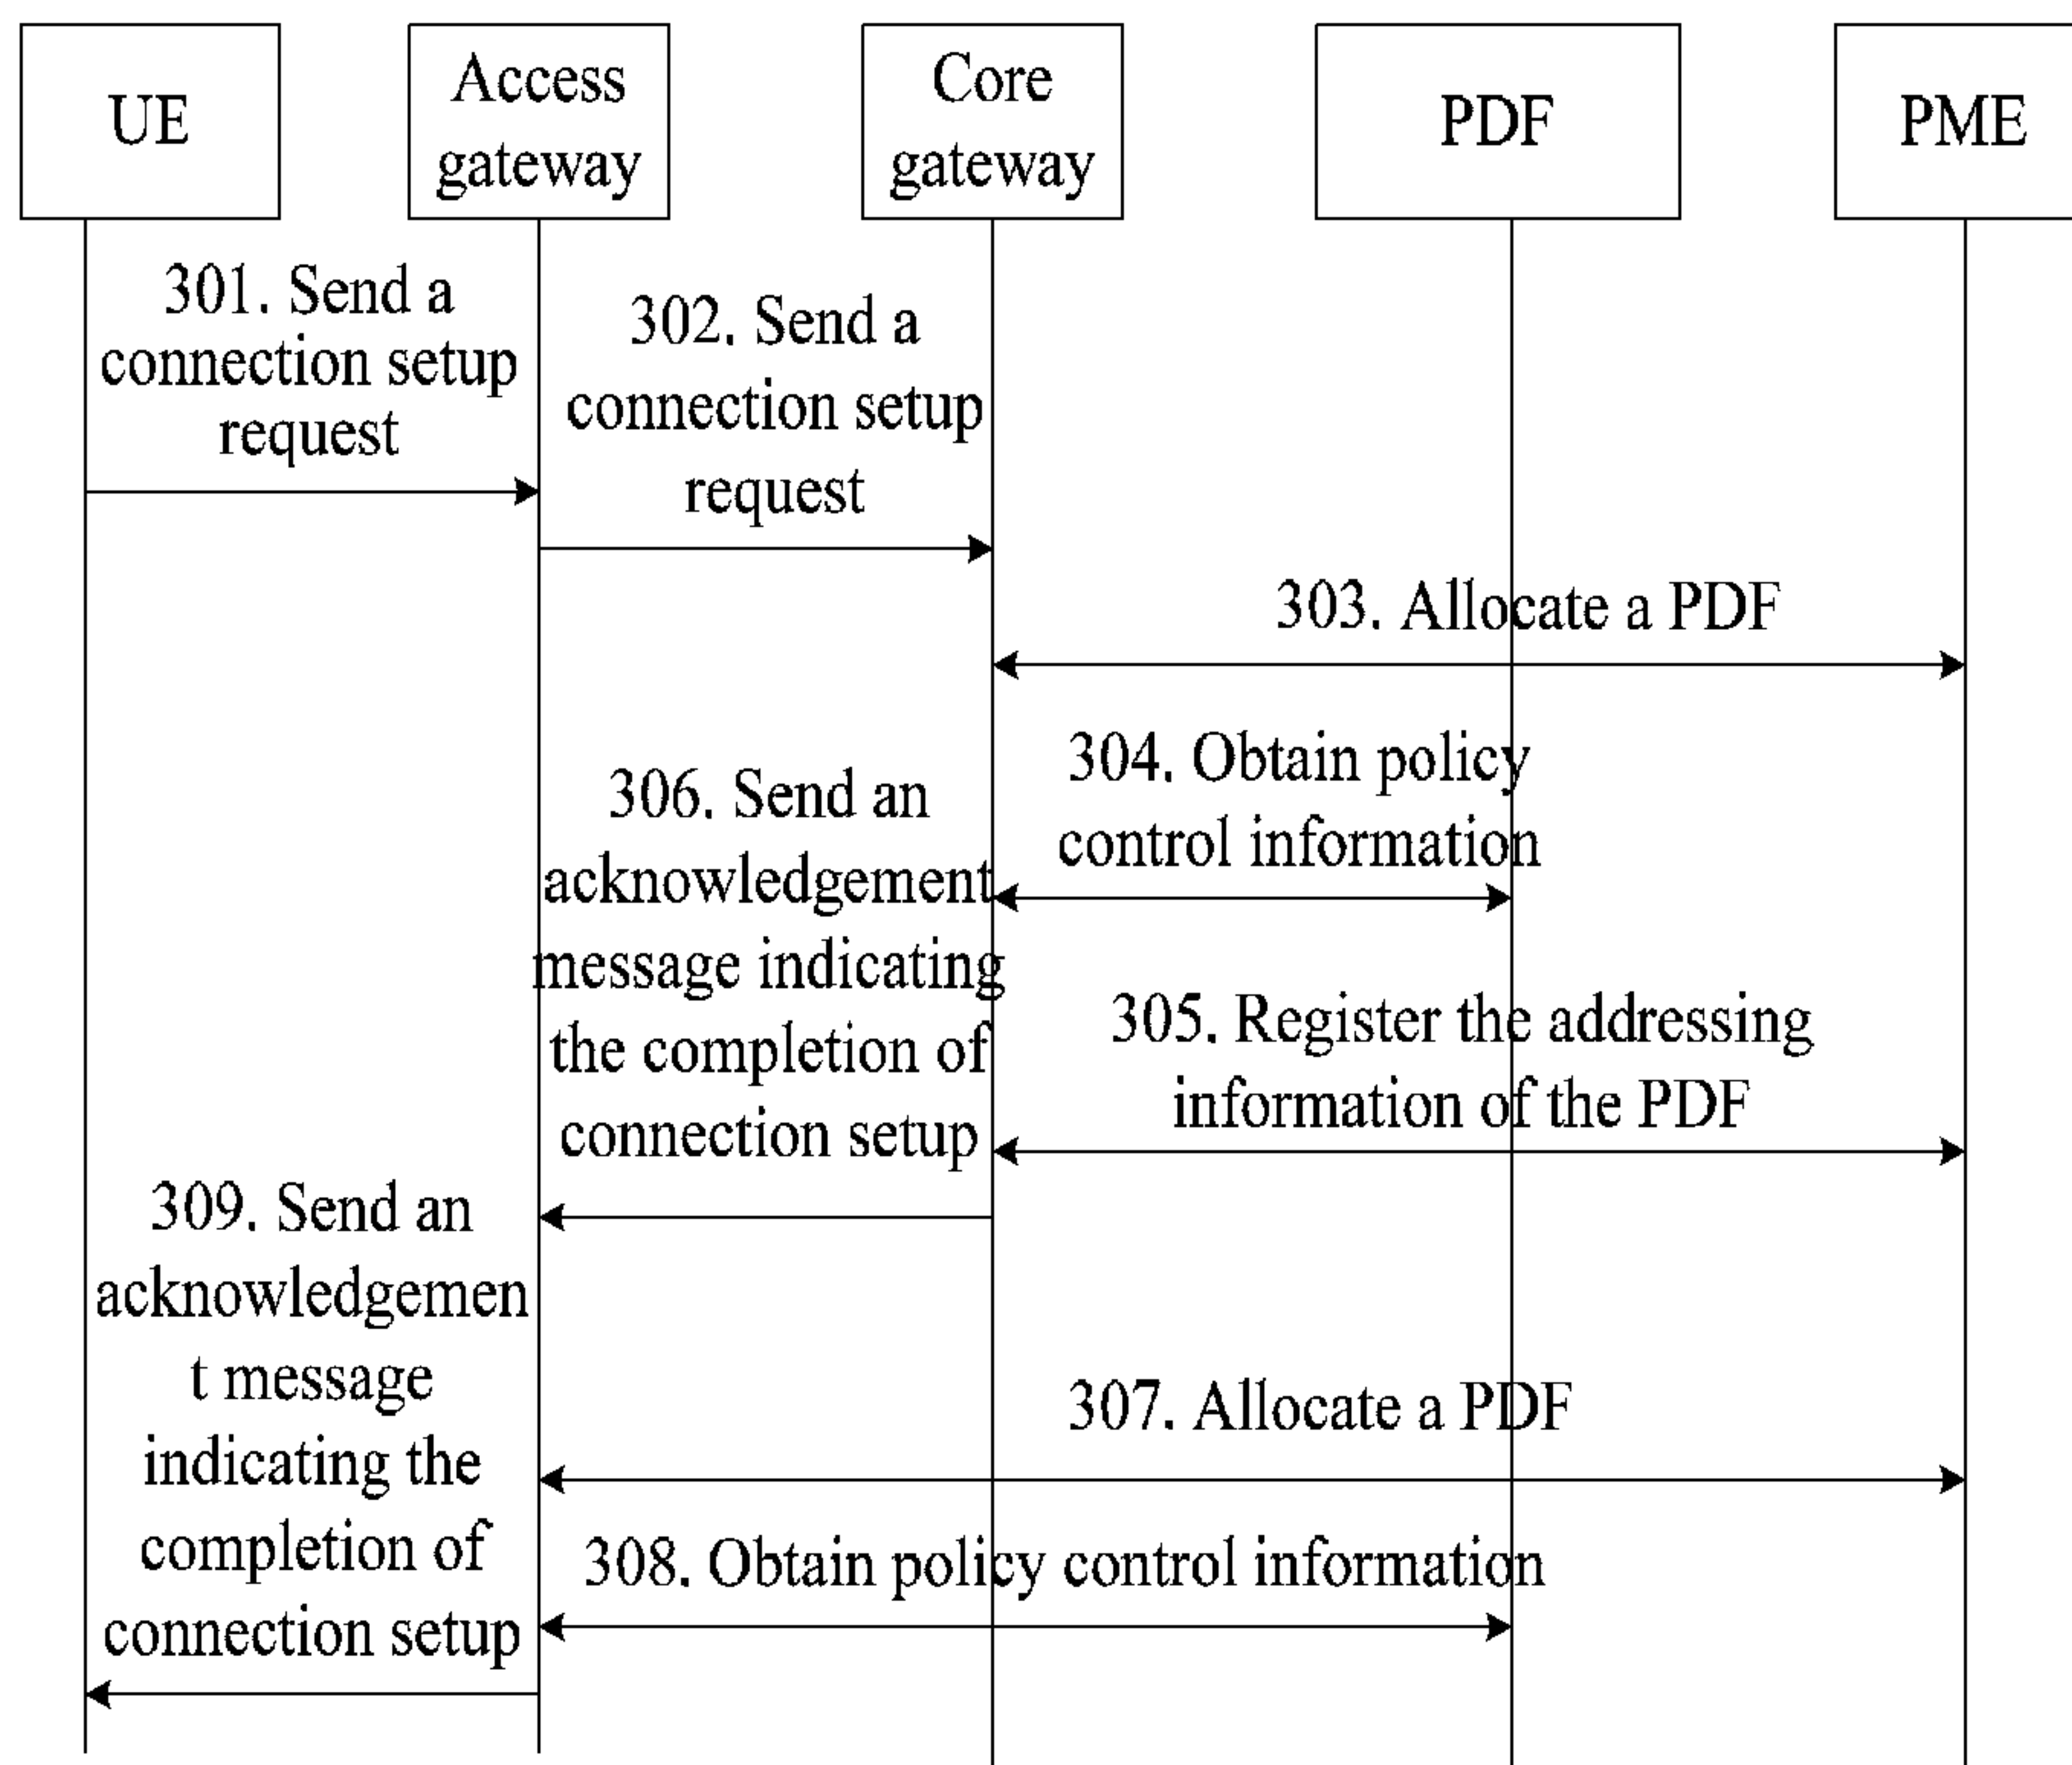 UE
Access
gateway
Core
gateway
PDF
PME
301. Send a
connection setup
request
302. Send a
connection setup
request
303. Allocate a PDF
304. Obtain policy
control information
305. Register the addressing
information of the PDF
306. Send an
acknowledgement
message indicating
the completion of
connection setup
307. Allocate a PDF
308. Obtain policy control information
309. Send an
acknowledgemen
t message
indicating the
completion of
connection setup